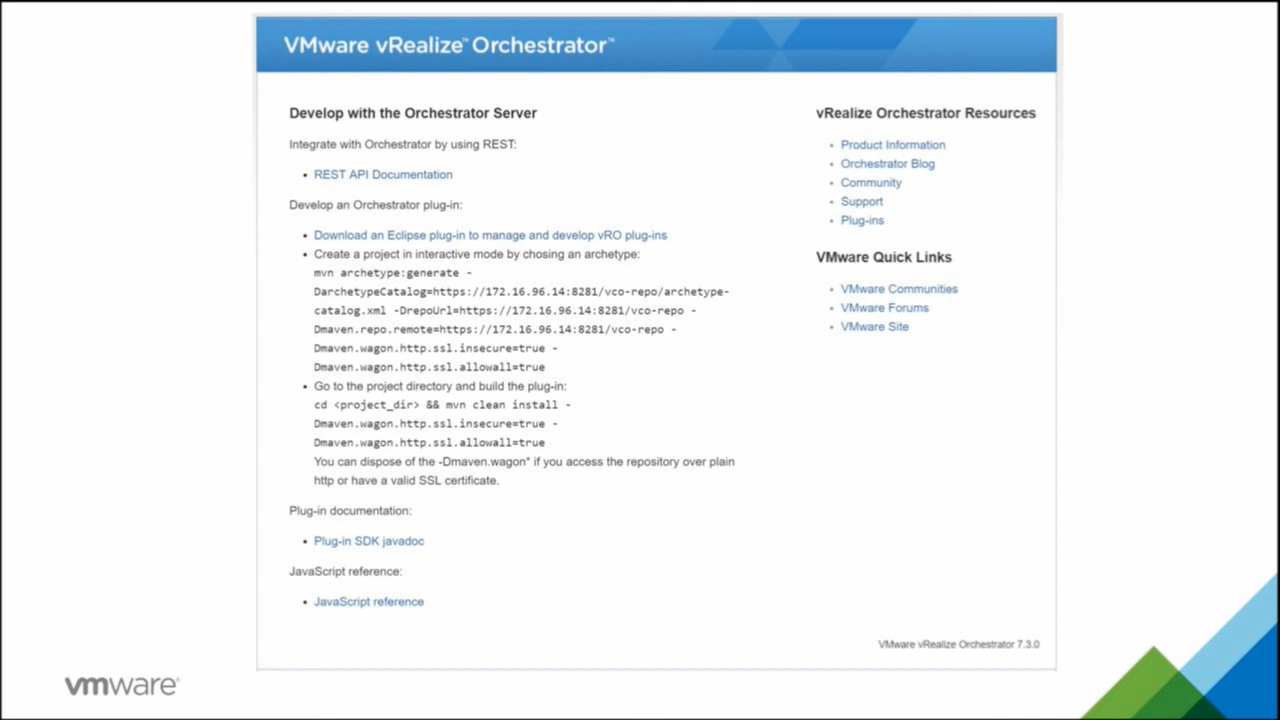 VMware vRealize™ Orchestrator™
Develop with the Orchestrator Server
Integrate with Orchestrator by using REST:
• REST API Documentation
Develop an Orchestrator plug-in:
• Download an Eclipse plug-in to manage and develop vRO plug-ins
• Create a project in interactive mode by chosing an archetype:
mvn archetype:generate -
DarchetypeCatalog=https://172.16.96.14:8281/vco-repo/archetype-
catalog.xml -DrepoUrl=https://172.16.96.14:8281/vco-repo -
Dmaven.repo.remote=https://172.16.96.14:8281/vco-repo -
Dmaven.wagon.http.ssl.insecure=true -
Dmaven.wagon.http.ssl.allowall=true
• Go to the project directory and build the plug-in:
cd <project_dir> && mvn clean install -
Dmaven.wagon.http.ssl.insecure=true -
Dmaven.wagon.http.ssl.allowall=true
You can dispose of the -Dmaven.wagon* if you access the repository over plain
http or have a valid SSL certificate.
Plug-in documentation:
• Plug-in SDK javadoc
JavaScript reference:
• JavaScript reference
vRealize Orchestrator Resources
• Product Information
• Orchestrator Blog
• Community
• Support
• Plug-ins
VMware Quick Links
• VMware Communities
• VMware Forums
• VMware Site
VMware vRealize Orchestrator 7.3.0
vmware®